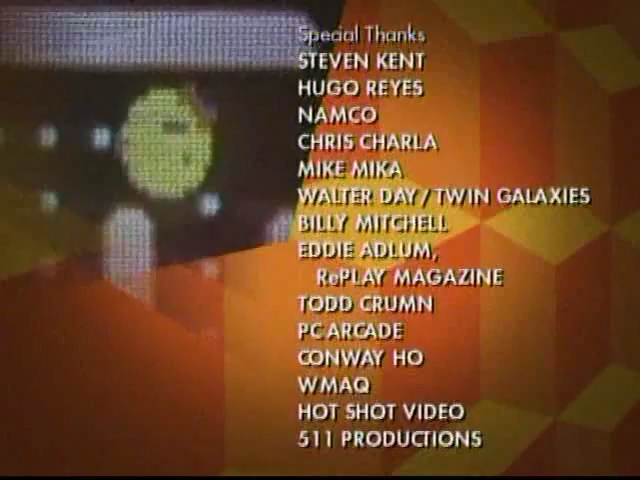 Special Thanks
STEVEN KENT
HUGO REYES
NAMCO
CHRIS CHARLA
MIKE MIKA
WALTER DAY / TWIN GALAXIES
BILLY MITCHELL
EDDIE ADLUM,
RePLAY MAGAZINE
TODD CRUMN
PC ARCADE
CONWAY HO
WMAQ
HOT SHOT VIDEO
511 PRODUCTIONS